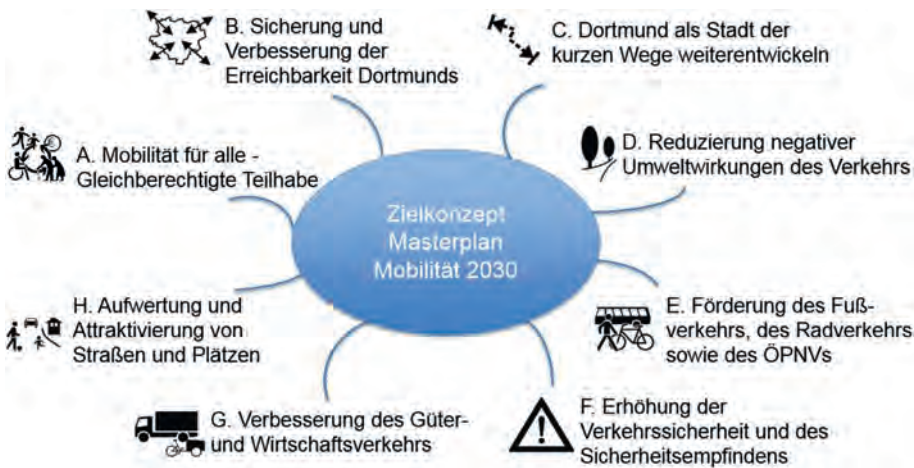 Zielkonzept
Masterplan
Mobilität 2030
A. Mobilität für alle -
Gleichberechtigte Teilhabe
B. Sicherung und
Verbesserung der
Erreichbarkeit Dortmunds
C. Dortmund als Stadt der
kurzen Wege weiterentwickeln
D. Reduzierung negativer
Umweltwirkungen des Verkehrs
E. Förderung des Fuß-
verkehrs, des Radverkehrs
sowie des ÖPNVs
F. Erhöhung der
Verkehrssicherheit und des
Sicherheitsempfindens
G. Verbesserung des Güter-
und Wirtschaftsverkehrs
H. Aufwertung und
Attraktivierung von
Straßen und Plätzen